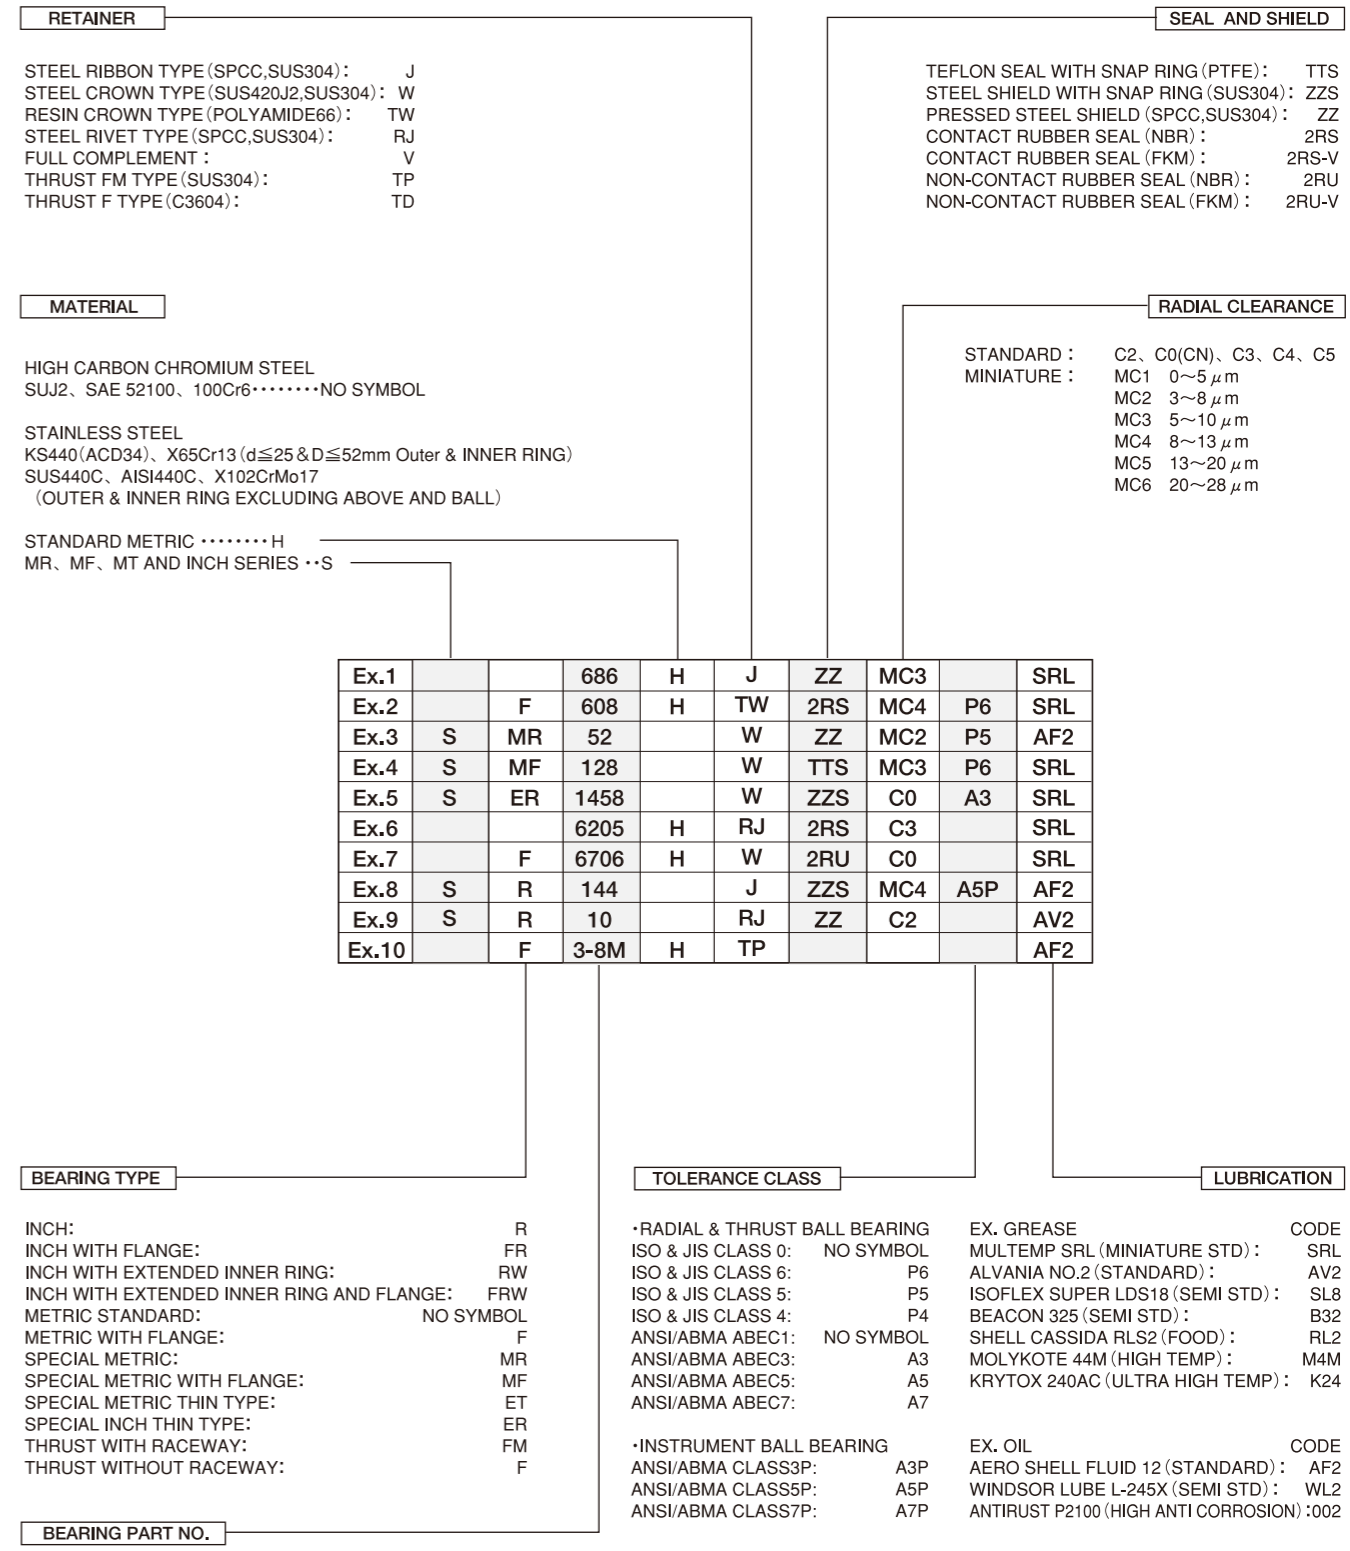 RETAINER
STEEL RIBBON TYPE(SPCC,SUS304): J
STEEL CROWN TYPE(SUS420J2,SUS304): W
RESIN CROWN TYPE(POLYAMIDE66): TW
STEEL RIVET TYPE(SPCC,SUS304): RJ
FULL COMPLEMENT: V
THRUST FM TYPE(SUS304): TP
THRUST F TYPE(C3604): TD
SEAL AND SHIELD
TEFLON SEAL WITH SNAP RING(PTFE): TTS
STEEL SHIELD WITH SNAP RING(SUS304): ZZS
PRESSED STEEL SHIELD(SPCC,SUS304): ZZ
CONTACT RUBBER SEAL(NBR): 2RS
CONTACT RUBBER SEAL(FKM): 2RS-V
NON-CONTACT RUBBER SEAL(NBR): 2RU
NON-CONTACT RUBBER SEAL(FKM): 2RU-V
MATERIAL
HIGH CARBON CHROMIUM STEEL
SUJ2、SAE 52100、100Cr6・・・・・・・・NO SYMBOL
STAINLESS STEEL
KS440(ACD34)、X65Cr13(d≦25&D≦52mm Outer & INNER RING)
SUS440C、AISI440C、X102CrMo17
(OUTER & INNER RING EXCLUDING ABOVE AND BALL)
STANDARD METRIC・・・・・・・・H
MR、MF、MT AND INCH SERIES・・S
RADIAL CLEARANCE
STANDARD: C2、C0(CN)、C3、C4、C5
MINIATURE: MC1 0〜5μm
MC2 3〜8μm
MC3 5〜10μm
MC4 8〜13μm
MC5 13〜20μm
MC6 20〜28μm
Ex.1 686 H J ZZ MC3 SRL
Ex.2 F 608 H TW 2RS MC4 P6 SRL
Ex.3 S MR 52 W ZZ MC2 P5 AF2
Ex.4 S MF 128 W TTS MC3 P6 SRL
Ex.5 S ER 1458 W ZZS C0 A3 SRL
Ex.6 6205 H RJ 2RS C3 SRL
Ex.7 F 6706 H W 2RU C0 SRL
Ex.8 S R 144 J ZZS MC4 A5P AF2
Ex.9 S R 10 RJ ZZ C2 AV2
Ex.10 F 3-8M H TP AF2
BEARING TYPE
INCH: R
INCH WITH FLANGE: FR
INCH WITH EXTENDED INNER RING: RW
INCH WITH EXTENDED INNER RING AND FLANGE: FRW
METRIC STANDARD: NO SYMBOL
METRIC WITH FLANGE: F
SPECIAL METRIC: MR
SPECIAL METRIC WITH FLANGE: MF
SPECIAL METRIC THIN TYPE: ET
SPECIAL INCH THIN TYPE: ER
THRUST WITH RACEWAY: FM
THRUST WITHOUT RACEWAY: F
BEARING PART NO.
TOLERANCE CLASS
・RADIAL & THRUST BALL BEARING
ISO & JIS CLASS 0: NO SYMBOL
ISO & JIS CLASS 6: P6
ISO & JIS CLASS 5: P5
ISO & JIS CLASS 4: P4
ANSI/ABMA ABEC1: NO SYMBOL
ANSI/ABMA ABEC3: A3
ANSI/ABMA ABEC5: A5
ANSI/ABMA ABEC7: A7
・INSTRUMENT BALL BEARING
ANSI/ABMA CLASS3P: A3P
ANSI/ABMA CLASS5P: A5P
ANSI/ABMA CLASS7P: A7P
LUBRICATION
EX. GREASE CODE
MULTEMP SRL(MINIATURE STD): SRL
ALVANIA NO.2(STANDARD): AV2
ISOFLEX SUPER LDS18(SEMI STD): SL8
BEACON 325(SEMI STD): B32
SHELL CASSIDA RLS2(FOOD): RL2
MOLYKOTE 44M(HIGH TEMP): M4M
KRYTOX 240AC(ULTRA HIGH TEMP): K24
EX. OIL CODE
AERO SHELL FLUID 12(STANDARD): AF2
WINDSOR LUBE L-245X(SEMI STD): WL2
ANTIRUST P2100(HIGH ANTI CORROSION):002